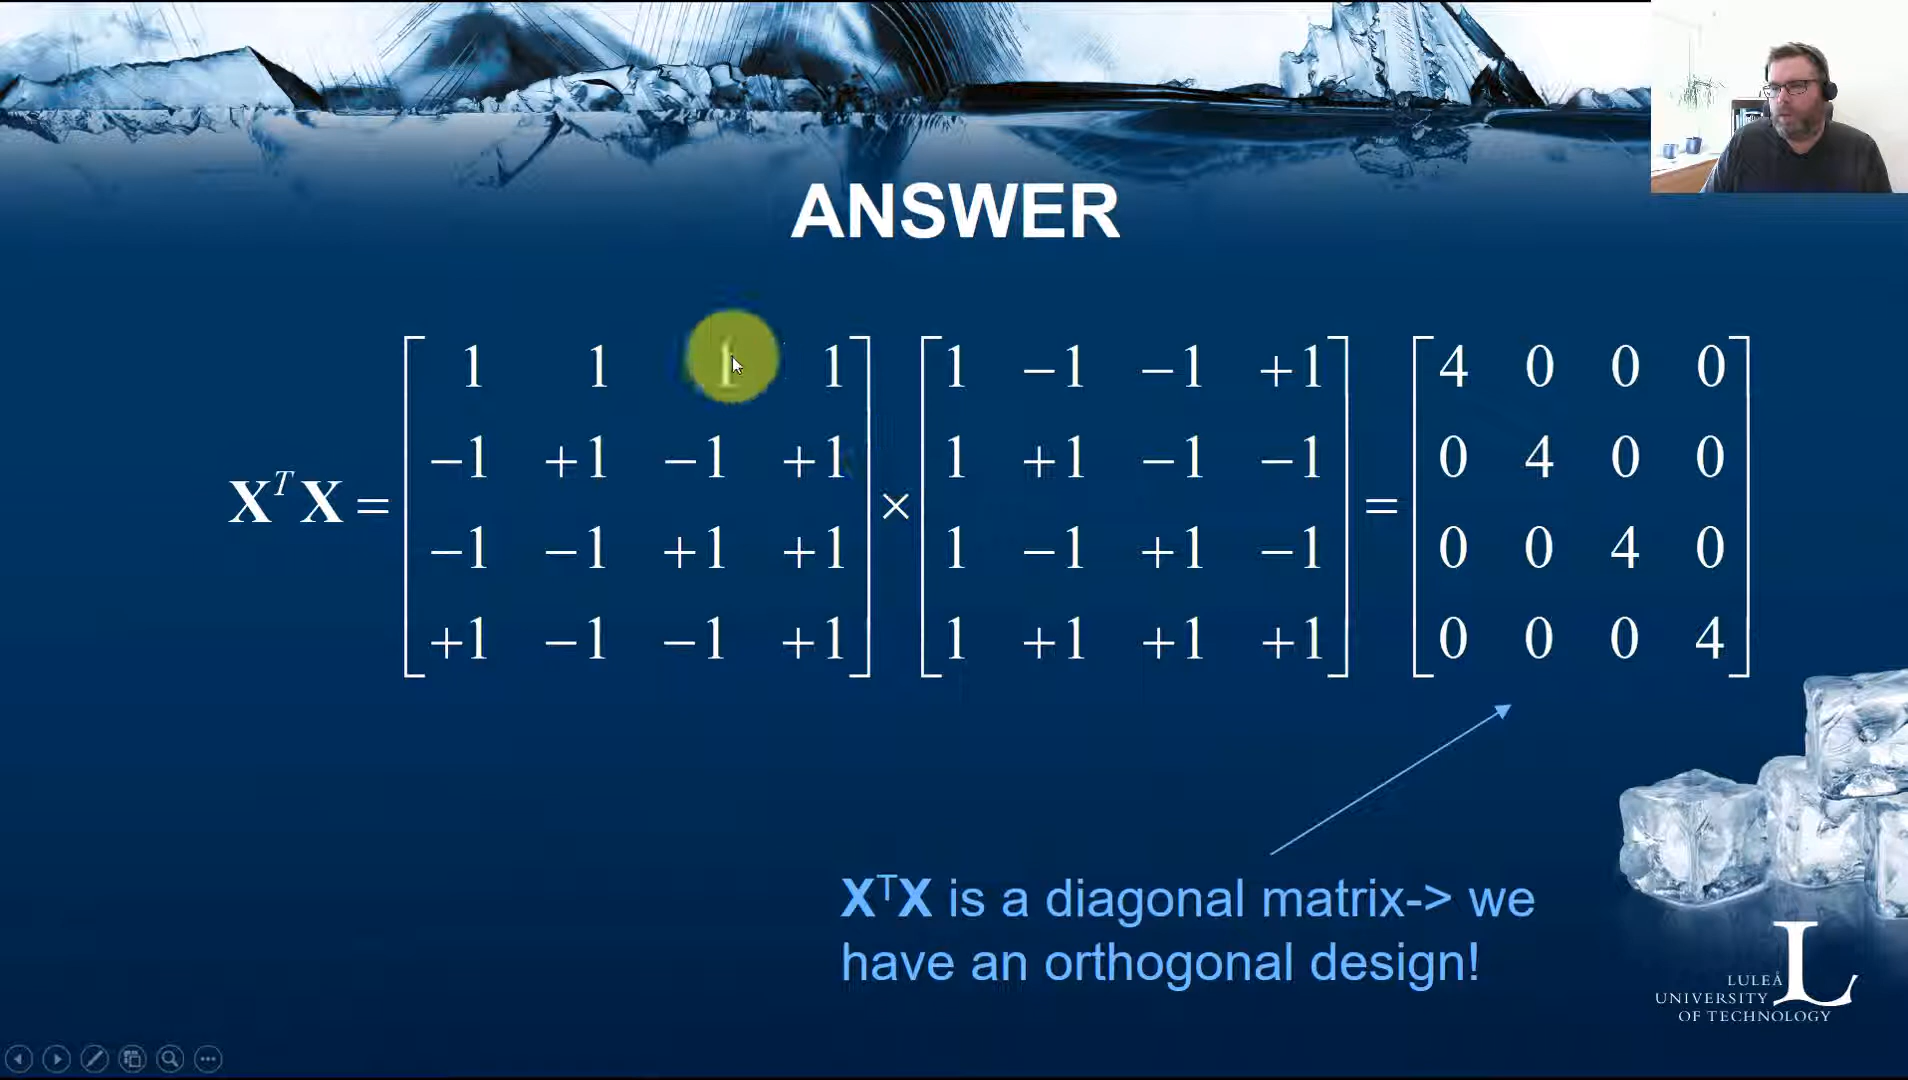 ANSWER
X^T X = [ 1 1 1 1 ] × [ 1 −1 −1 +1 ] = [ 4 0 0 0 ]
[ −1 +1 −1 +1 ] [ 1 +1 −1 −1 ] [ 0 4 0 0 ]
[ −1 −1 +1 +1 ] [ 1 −1 +1 −1 ] [ 0 0 4 0 ]
[ +1 −1 −1 +1 ] [ 1 +1 +1 +1 ] [ 0 0 0 4 ]
X^T X is a diagonal matrix-> we
have an orthogonal design!
L
LULEÅ
UNIVERSITY
OF TECHNOLOGY